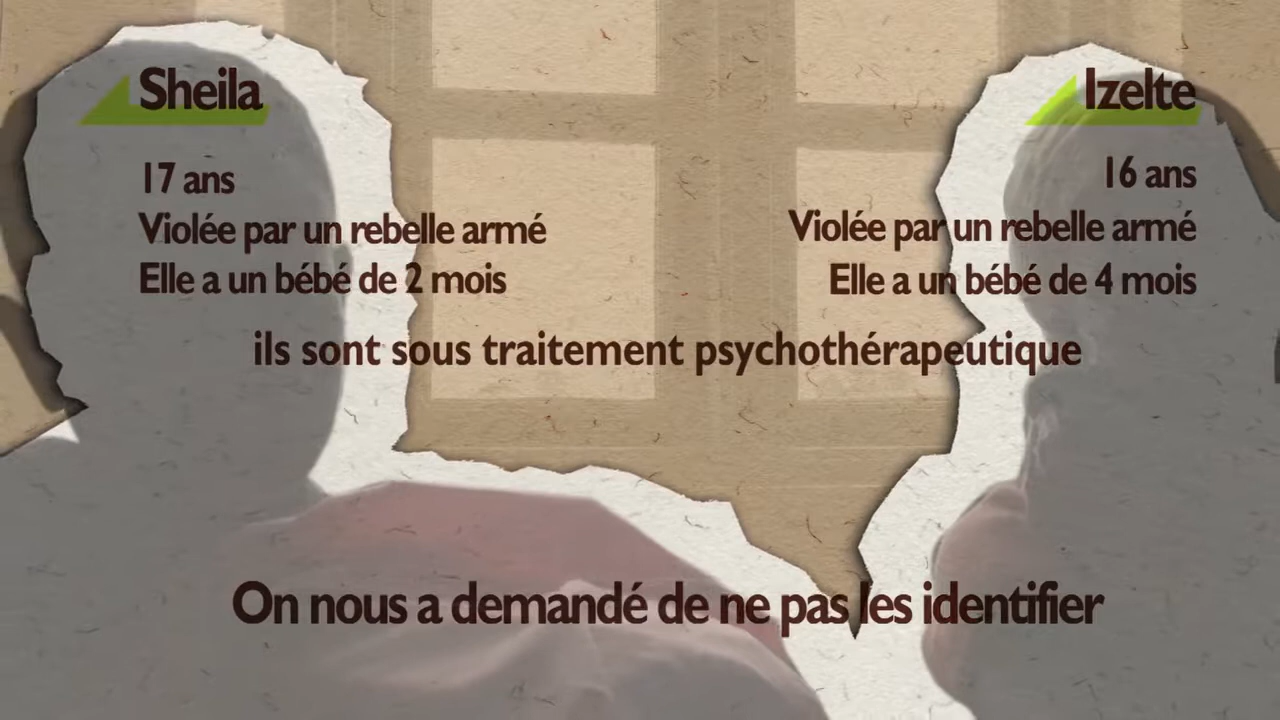 Sheila
17 ans
Violée par un rebelle armé
Elle a un bébé de 2 mois
Izelte
16 ans
Violée par un rebelle armé
Elle a un bébé de 4 mois
ils sont sous traitement psychothérapeutique
On nous a demandé de ne pas les identifier